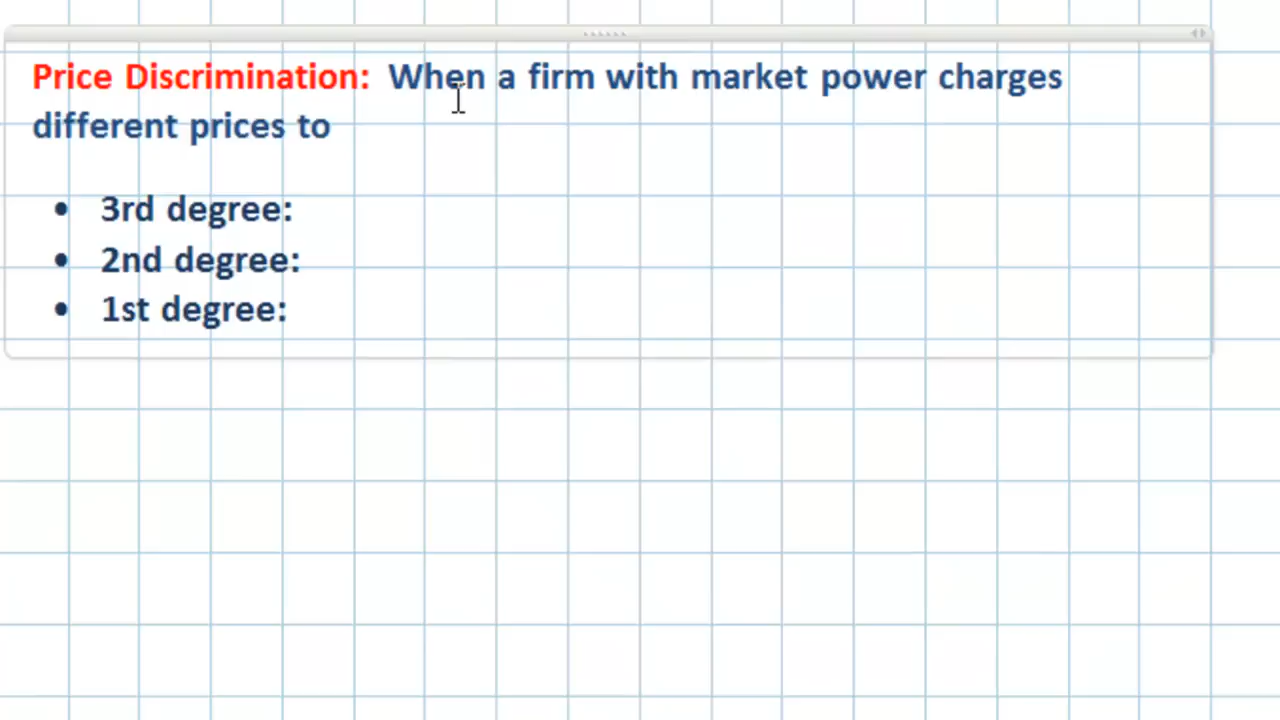 Price Discrimination: When a firm with market power charges
different prices to
• 3rd degree:
• 2nd degree:
• 1st degree: